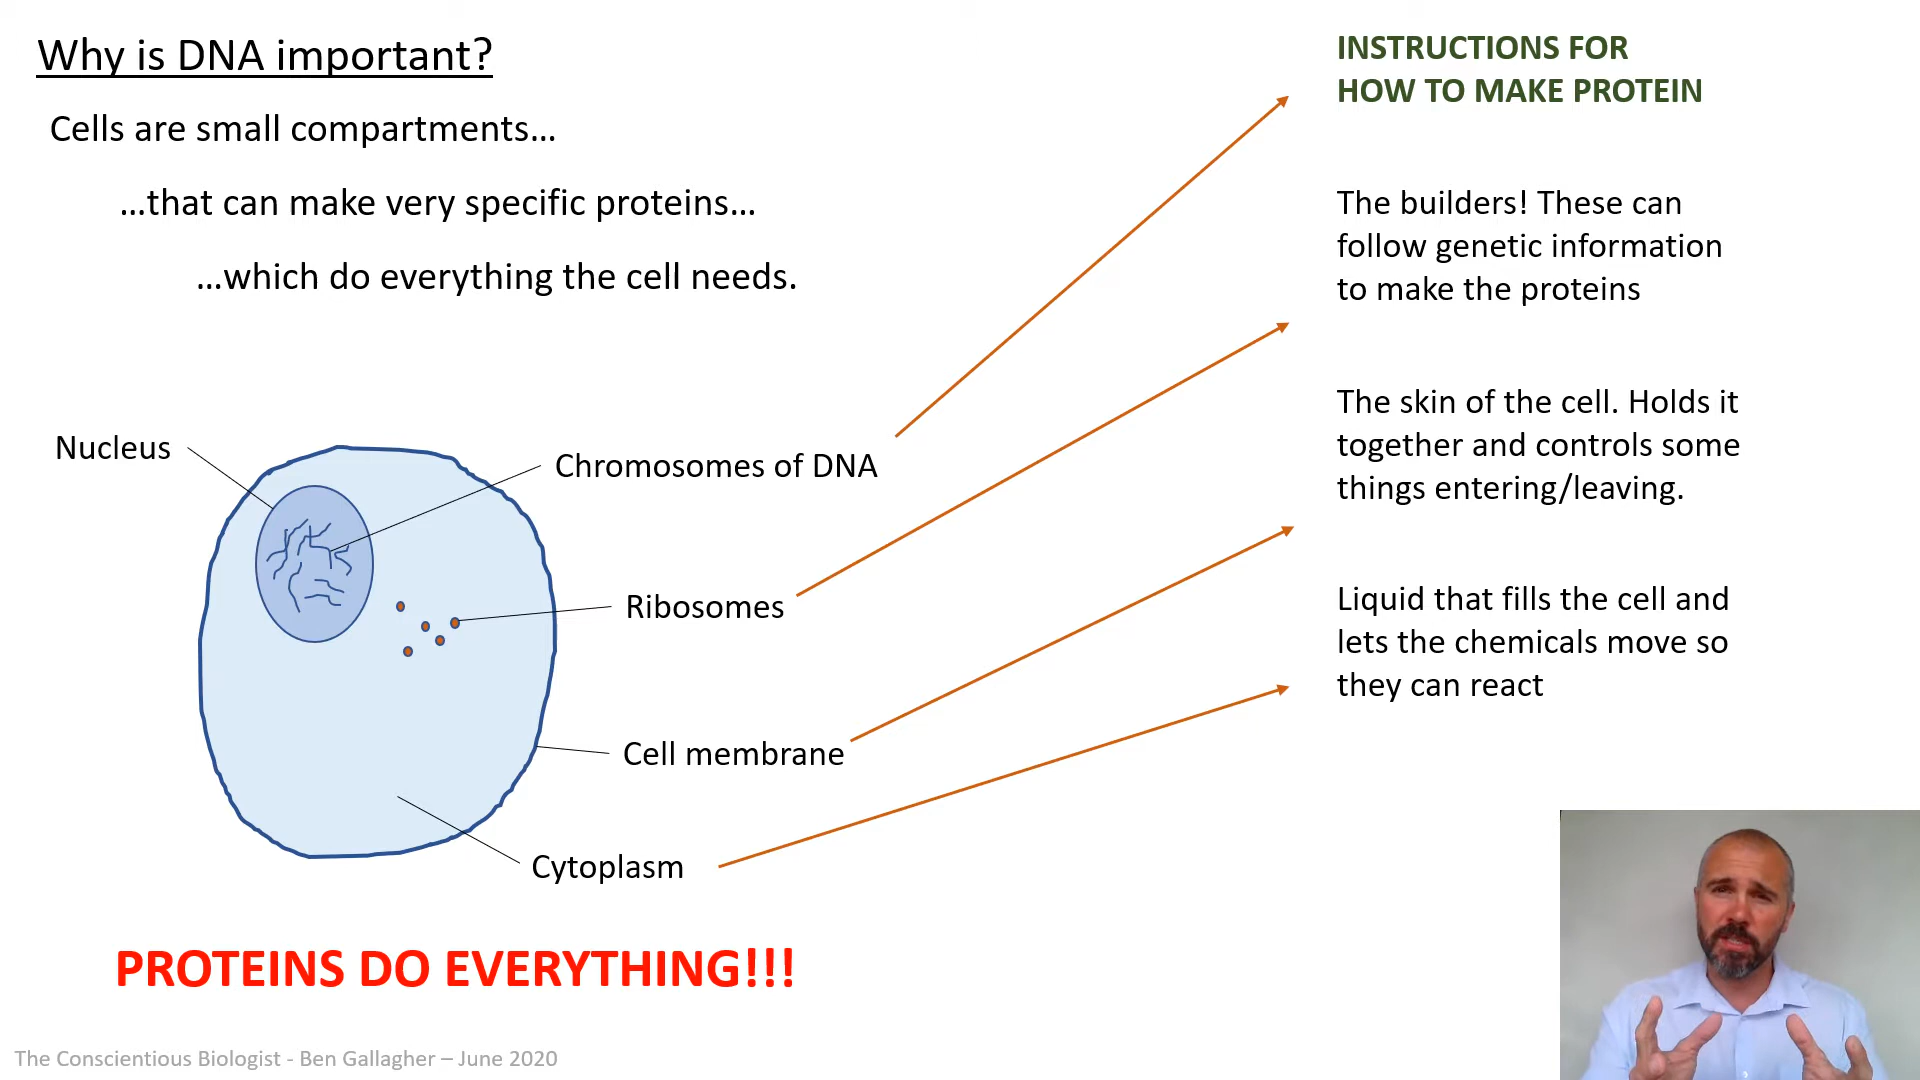 Why is DNA important?
Cells are small compartments…
…that can make very specific proteins…
…which do everything the cell needs.
Nucleus
Chromosomes of DNA
Ribosomes
Cell membrane
Cytoplasm
INSTRUCTIONS FOR
HOW TO MAKE PROTEIN
The builders! These can
follow genetic information
to make the proteins
The skin of the cell. Holds it
together and controls some
things entering/leaving.
Liquid that fills the cell and
lets the chemicals move so
they can react
PROTEINS DO EVERYTHING!!!
The Conscientious Biologist - Ben Gallagher – June 2020